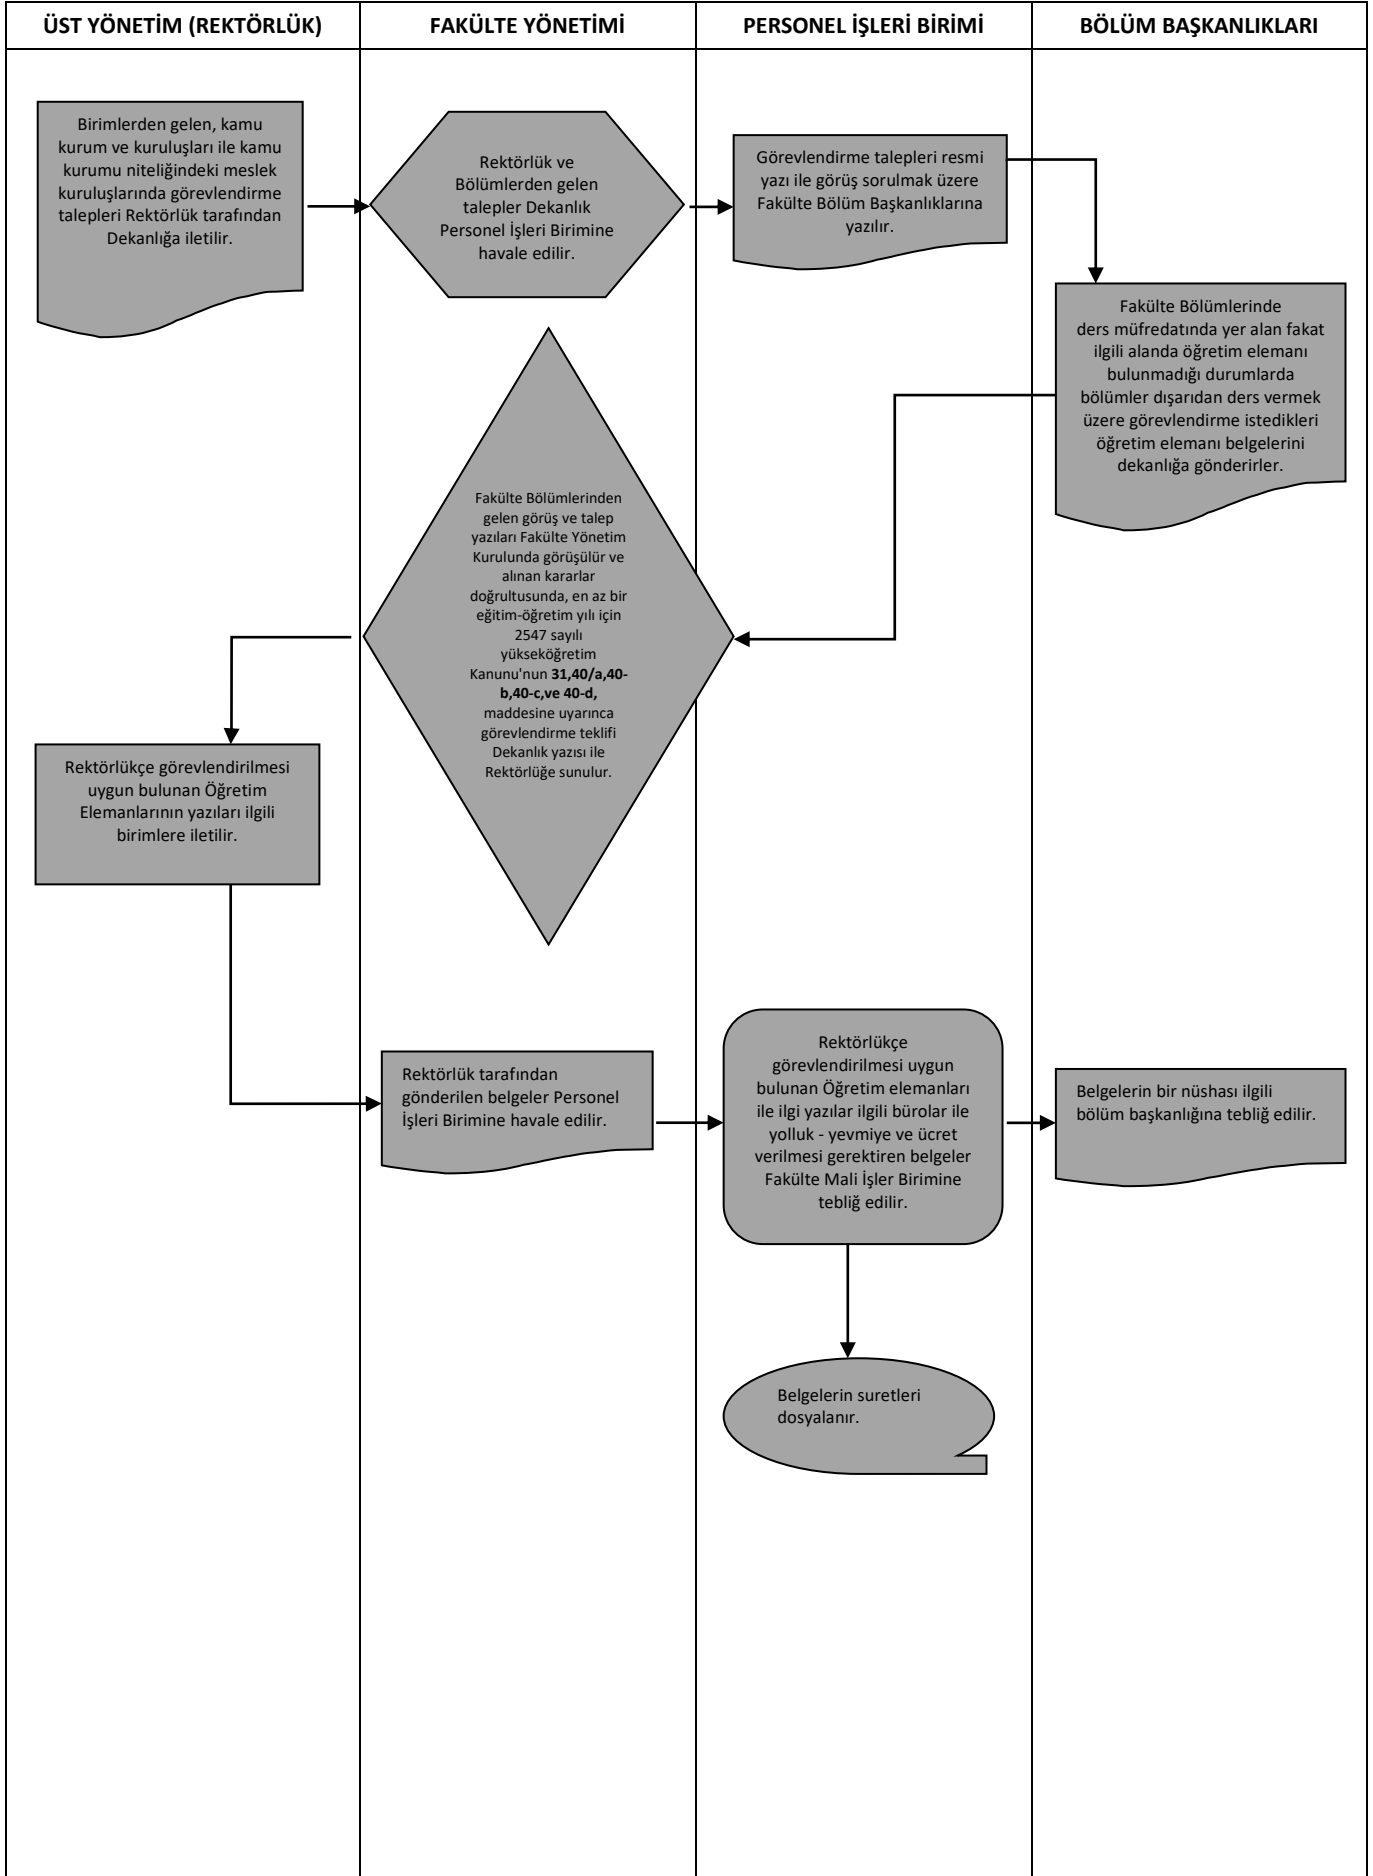 ÜST YÖNETİM (REKTÖRLÜK)
FAKÜLTE YÖNETİMİ
PERSONEL İŞLERİ BİRİMİ
BÖLÜM BAŞKANLIKLARI
Birimlerden gelen, kamu
kurum ve kuruluşları ile kamu
kurumu niteliğindeki meslek
kuruluşlarında görevlendirme
talepleri Rektörlük tarafından
Dekanlığa iletilir.
Rektörlük ve
Bölümlerden gelen
talepler Dekanlık
Personel İşleri Birimine
havale edilir.
Görevlendirme talepleri resmi
yazı ile görüş sorulmak üzere
Fakülte Bölüm Başkanlıklarına
yazılır.
Fakülte Bölümlerinde
ders müfredatında yer alan fakat
ilgili alanda öğretim elemanı
bulunmadığı durumlarda
bölümler dışarıdan ders vermek
üzere görevlendirme istedikleri
öğretim elemanı belgelerini
dekanlığa gönderirler.
Fakülte Bölümlerinden
gelen görüş ve talep
yazıları Fakülte Yönetim
Kurulunda görüşülür ve
alınan kararlar
doğrultusunda, en az bir
eğitim-öğretim yılı için
2547 sayılı
yükseköğretim
Kanunu'nun 31,40/a,40-
b,40-c,ve 40-d,
maddesine uyarınca
görevlendirme teklifi
Dekanlık yazısı ile
Rektörlüğe sunulur.
Rektörlükçe görevlendirilmesi
uygun bulunan Öğretim
Elemanlarının yazıları ilgili
birimlere iletilir.
Rektörlük tarafından
gönderilen belgeler Personel
İşleri Birimine havale edilir.
Rektörlükçe
görevlendirilmesi uygun
bulunan Öğretim elemanları
ile ilgi yazılar ilgili bürolar ile
yolluk - yevmiye ve ücret
verilmesi gerektiren belgeler
Fakülte Mali İşler Birimine
tebliğ edilir.
Belgelerin bir nüshası ilgili
bölüm başkanlığına tebliğ edilir.
Belgelerin suretleri
dosyalanır.